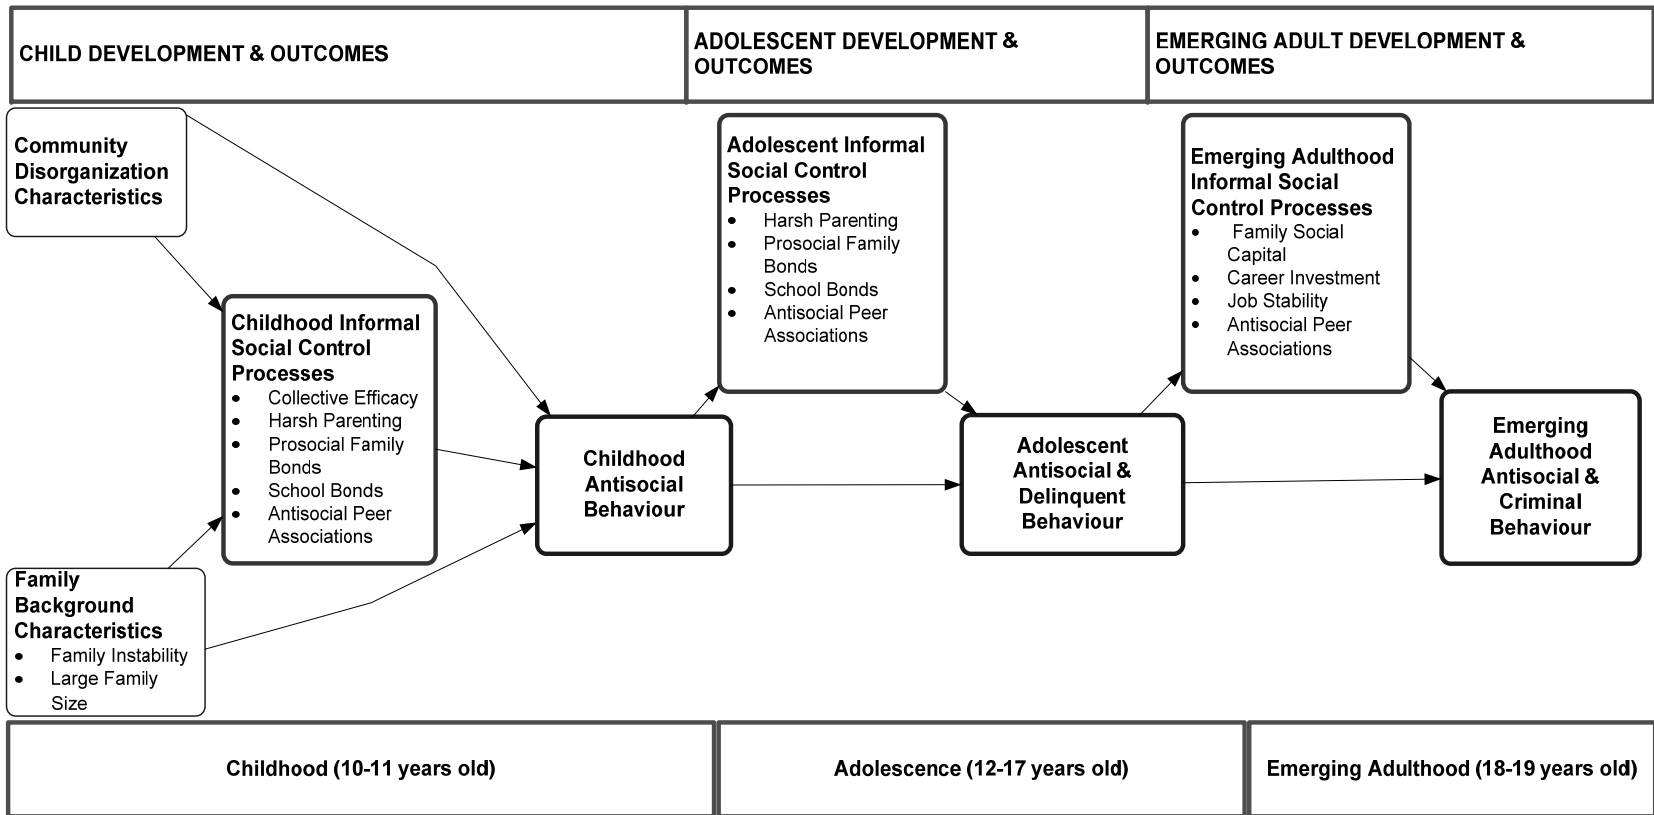 CHILD DEVELOPMENT & OUTCOMES
ADOLESCENT DEVELOPMENT &
OUTCOMES
EMERGING ADULT DEVELOPMENT &
OUTCOMES
Community
Disorganization
Characteristics
Childhood Informal
Social Control
Processes
• Collective Efficacy
• Harsh Parenting
• Prosocial Family
Bonds
• School Bonds
• Antisocial Peer
Associations
Family
Background
Characteristics
• Family Instability
• Large Family
Size
Childhood
Antisocial
Behaviour
Adolescent Informal
Social Control
Processes
• Harsh Parenting
• Prosocial Family
Bonds
• School Bonds
• Antisocial Peer
Associations
Adolescent
Antisocial &
Delinquent
Behaviour
Emerging Adulthood
Informal Social
Control Processes
• Family Social
Capital
• Career Investment
• Job Stability
• Antisocial Peer
Associations
Emerging
Adulthood
Antisocial &
Criminal
Behaviour
Childhood (10-11 years old)
Adolescence (12-17 years old)
Emerging Adulthood (18-19 years old)